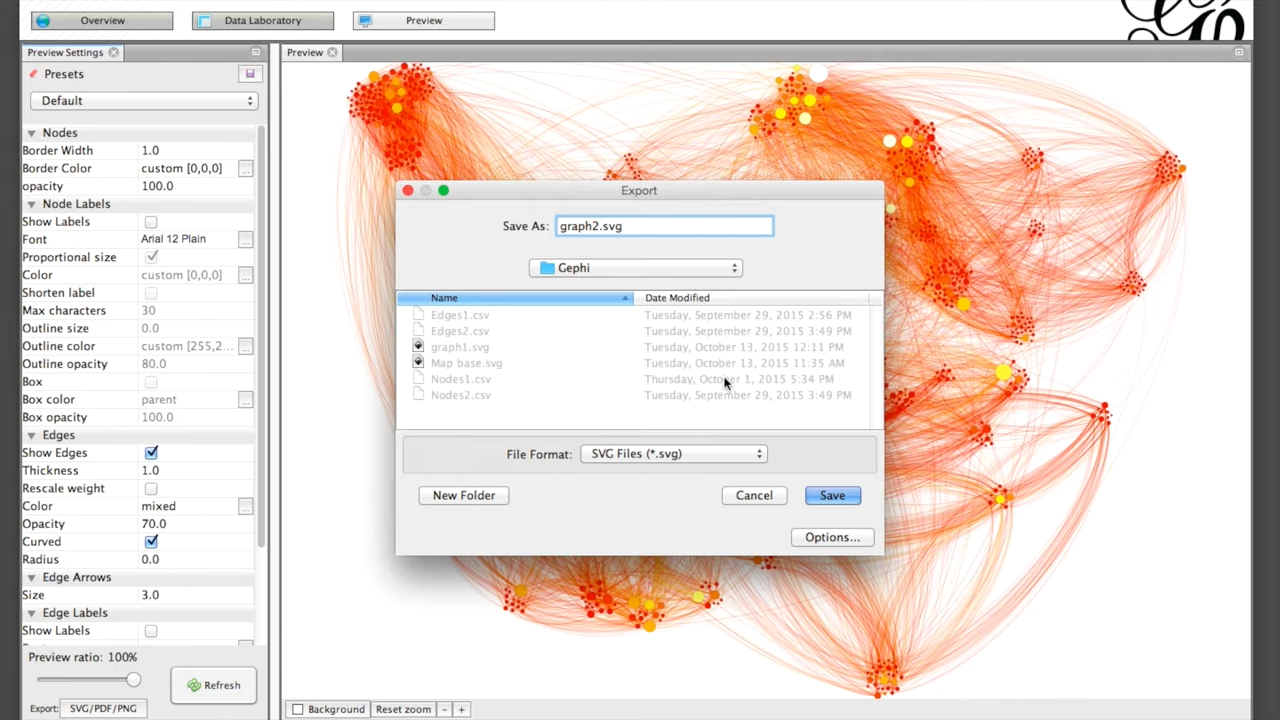 Overview Data Laboratory Preview
Preview Settings
Preview
Presets
Default
Nodes
Border Width 1.0
Border Color custom [0,0,0] ...
opacity 100.0
Node Labels
Show Labels
Font Arial 12 Plain ...
Proportional size
Color custom [0,0,0] ...
Shorten label
Max characters 30
Outline size 0.0
Outline color custom [255,2... ...
Outline opacity 80.0
Box
Box color parent ...
Box opacity 100.0
Edges
Show Edges
Thickness 1.0
Rescale weight
Color mixed ...
Opacity 70.0
Curved
Radius 0.0
Edge Arrows
Size 3.0
Edge Labels
Show Labels
Preview ratio: 100%
Refresh
Export: SVG/PDF/PNG
Export
Save As: graph2.svg
Gephi
Name Date Modified
Edges1.csv Tuesday, September 29, 2015 2:56 PM
Edges2.csv Tuesday, September 29, 2015 3:49 PM
graph1.svg Tuesday, October 13, 2015 12:11 PM
Map base.svg Tuesday, October 13, 2015 11:35 AM
Nodes1.csv Thursday, October 1, 2015 5:34 PM
Nodes2.csv Tuesday, September 29, 2015 3:49 PM
File Format: SVG Files (*.svg)
New Folder Cancel Save
Options...
Background Reset zoom - +